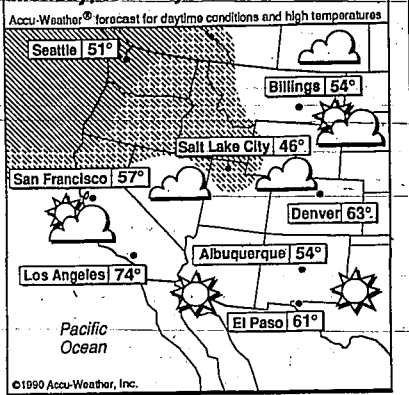 Accu-Weather® forecast for daytime conditions and high temperatures
Seattle 51°
Billings 54°
Salt Lake City 46°
San Francisco 57°
Denver 63°
Albuquerque 54°
Los Angeles 74°
El Paso 61°
Pacific
Ocean
©1990 Accu-Weather, Inc.